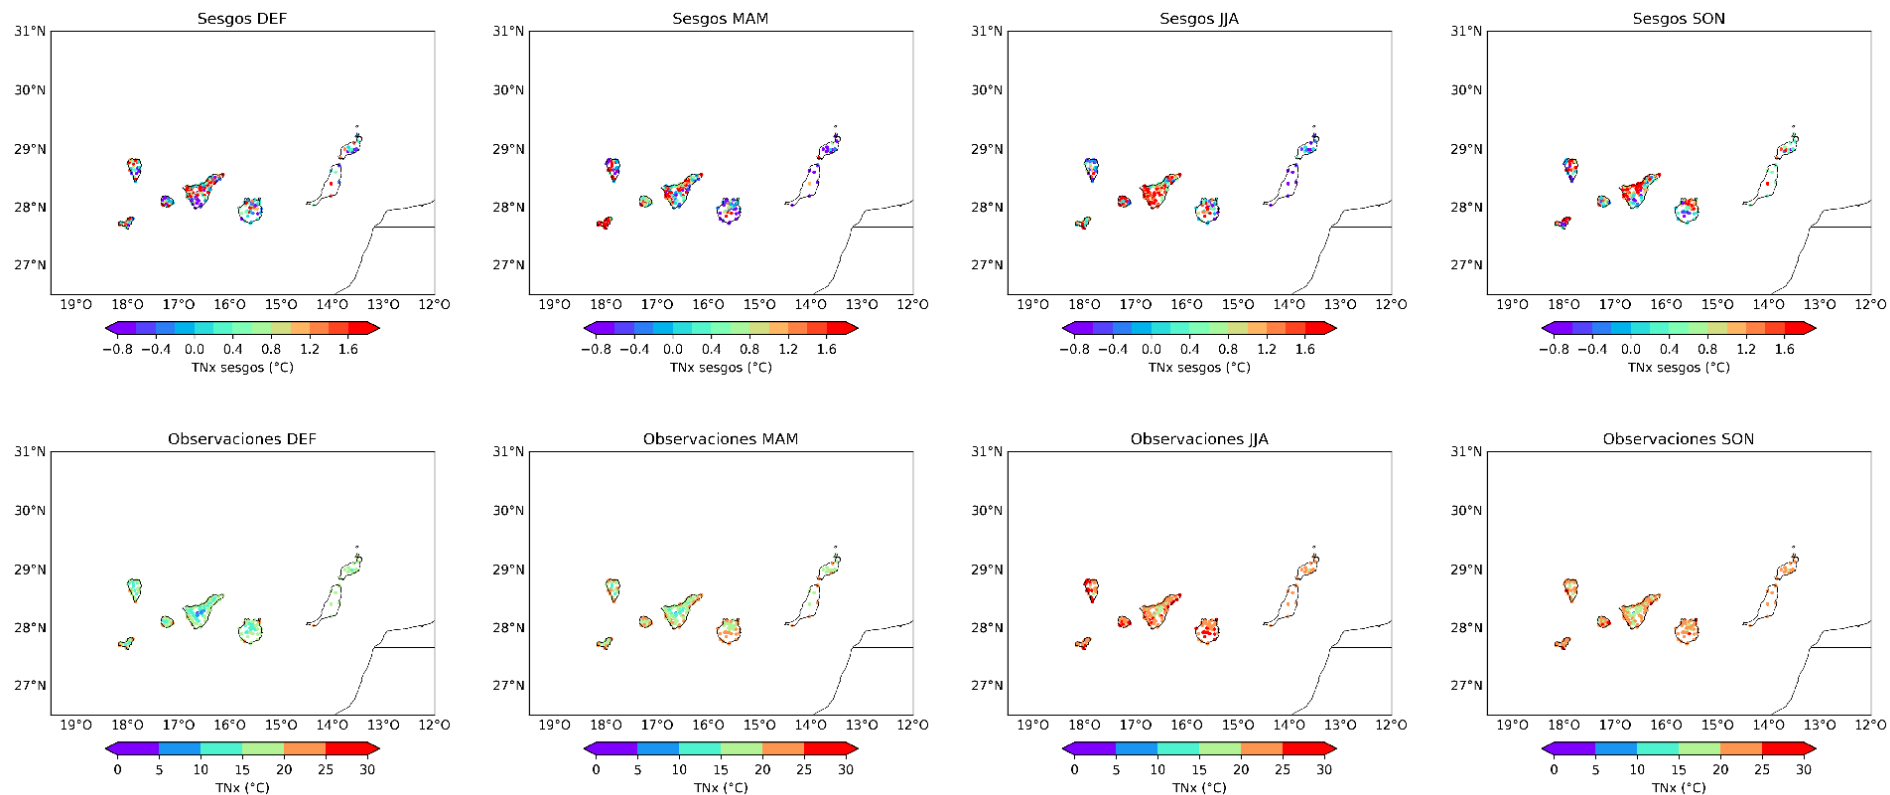 Sesgos DEF
Sesgos MAM
Sesgos JJA
Sesgos SON
31°N
30°N
29°N
28°N
27°N
19°O 18°O 17°O 16°O 15°O 14°O 13°O 12°O
31°N
30°N
29°N
28°N
27°N
19°O 18°O 17°O 16°O 15°O 14°O 13°O 12°O
31°N
30°N
29°N
28°N
27°N
19°O 18°O 17°O 16°O 15°O 14°O 13°O 12°O
31°N
30°N
29°N
28°N
27°N
19°O 18°O 17°O 16°O 15°O 14°O 13°O 12°O
−0.8 −0.4 0.0 0.4 0.8 1.2 1.6
TNx sesgos (°C)
−0.8 −0.4 0.0 0.4 0.8 1.2 1.6
TNx sesgos (°C)
−0.8 −0.4 0.0 0.4 0.8 1.2 1.6
TNx sesgos (°C)
−0.8 −0.4 0.0 0.4 0.8 1.2 1.6
TNx sesgos (°C)
Observaciones DEF
Observaciones MAM
Observaciones JJA
Observaciones SON
31°N
30°N
29°N
28°N
27°N
19°O 18°O 17°O 16°O 15°O 14°O 13°O 12°O
31°N
30°N
29°N
28°N
27°N
19°O 18°O 17°O 16°O 15°O 14°O 13°O 12°O
31°N
30°N
29°N
28°N
27°N
19°O 18°O 17°O 16°O 15°O 14°O 13°O 12°O
31°N
30°N
29°N
28°N
27°N
19°O 18°O 17°O 16°O 15°O 14°O 13°O 12°O
0 5 10 15 20 25 30
TNx (°C)
0 5 10 15 20 25 30
TNx (°C)
0 5 10 15 20 25 30
TNx (°C)
0 5 10 15 20 25 30
TNx (°C)